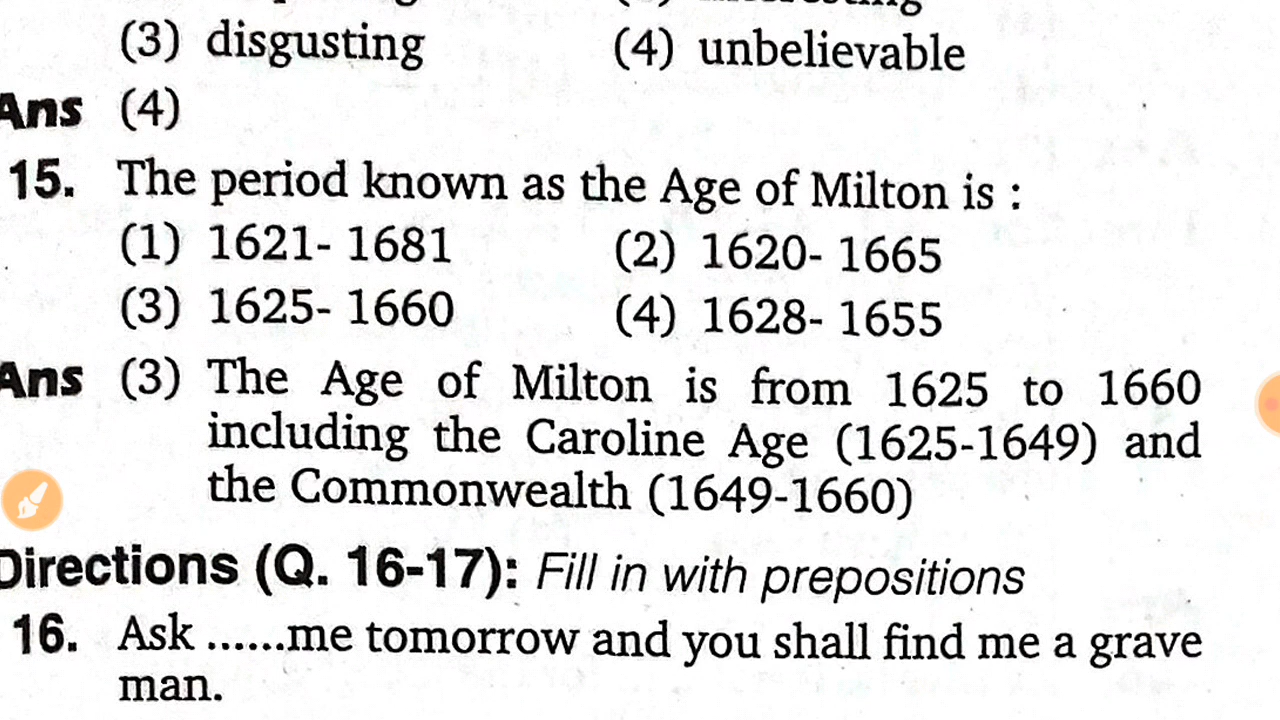 (3) disgusting (4) unbelievable
Ans (4)
15. The period known as the Age of Milton is :
(1) 1621- 1681 (2) 1620- 1665
(3) 1625- 1660 (4) 1628- 1655
Ans (3) The Age of Milton is from 1625 to 1660
including the Caroline Age (1625-1649) and
the Commonwealth (1649-1660)
Directions (Q. 16-17): Fill in with prepositions
16. Ask ......me tomorrow and you shall find me a grave
man.